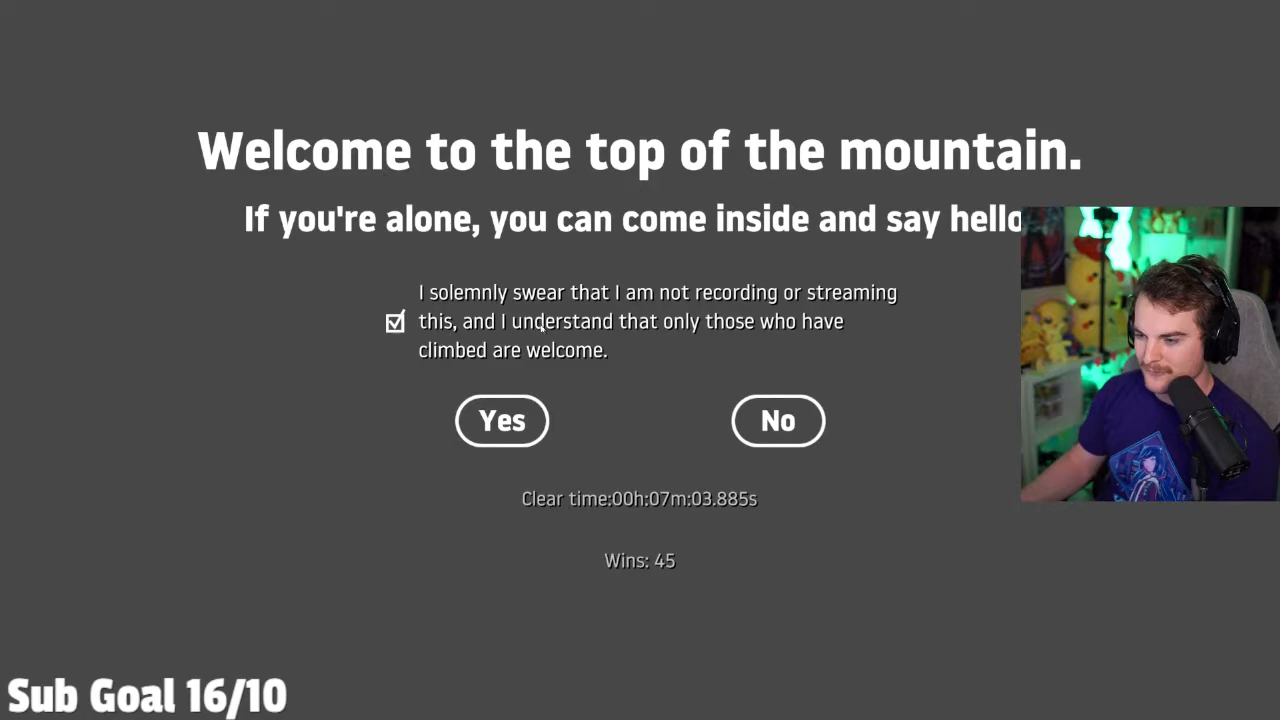 Welcome to the top of the mountain.
If you're alone, you can come inside and say hello
I solemnly swear that I am not recording or streaming
this, and I understand that only those who have
climbed are welcome.
Yes
No
Clear time:00h:07m:03.885s
Wins: 45
Sub Goal 16/10